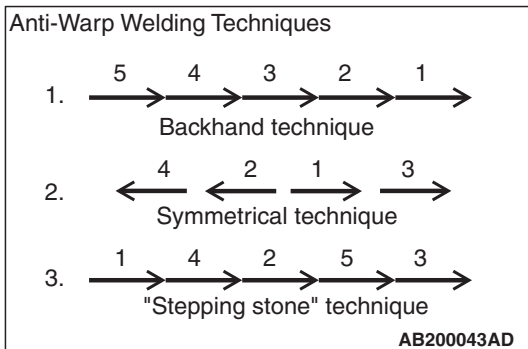 Anti-Warp Welding Techniques
5 4 3 2 1
1.
Backhand technique
4 2 1 3
2.
Symmetrical technique
1 4 2 5 3
3.
"Stepping stone" technique
AB200043AD